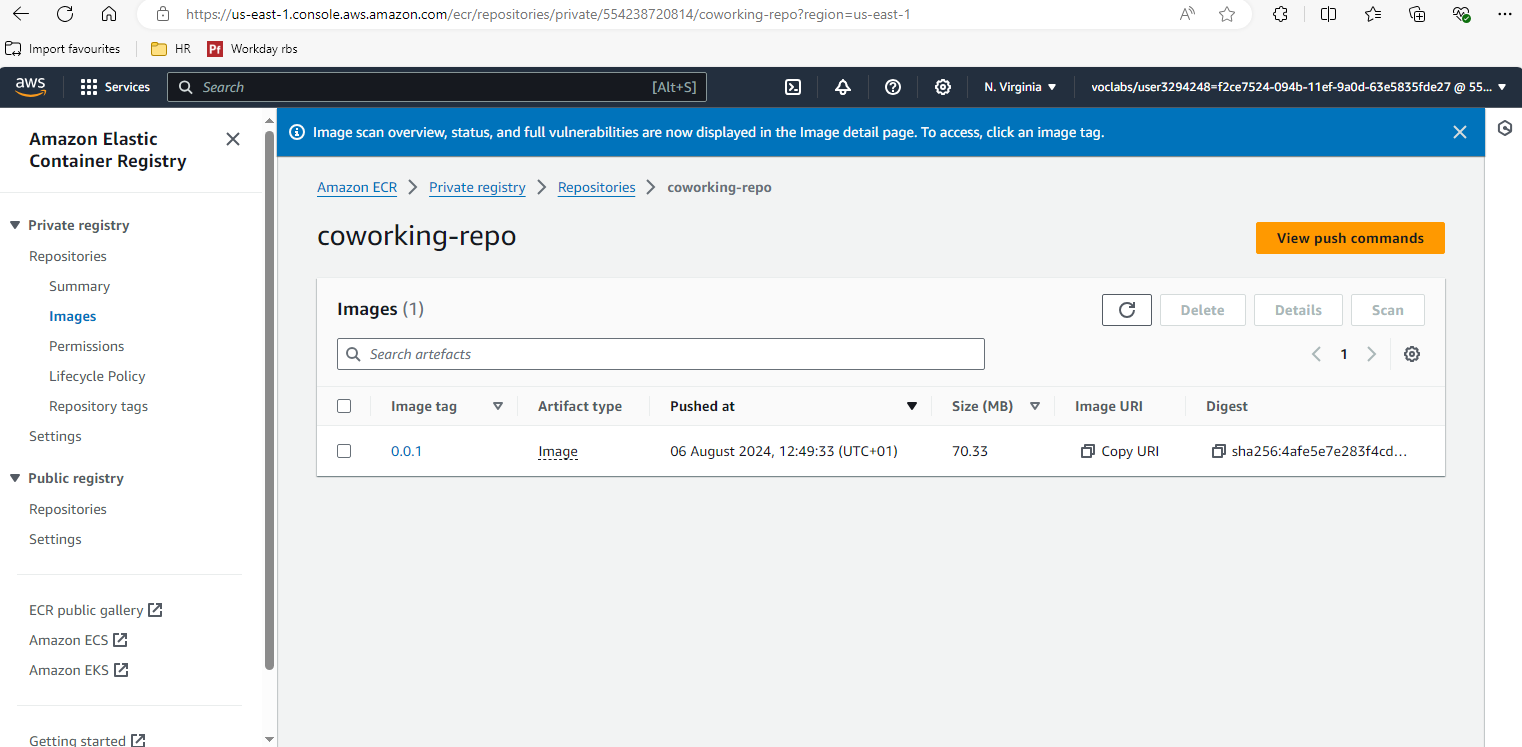 https://us-east-1.console.aws.amazon.com/ecr/repositories/private/554238720814/coworking-repo?region=us-east-1
Import favourites HR Pf Workday rbs
aws Services Search [Alt+S] N. Virginia voclabs/user3294248=f2ce7524-094b-11ef-9a0d-63e5835fde27 @ 55...
Amazon Elastic
Container Registry
Private registry
Repositories
Summary
Images
Permissions
Lifecycle Policy
Repository tags
Settings
Public registry
Repositories
Settings
ECR public gallery
Amazon ECS
Amazon EKS
Getting started
Image scan overview, status, and full vulnerabilities are now displayed in the Image detail page. To access, click an image tag.
Amazon ECR Private registry Repositories coworking-repo
coworking-repo
View push commands
Images (1)
Delete Details Scan
Search artefacts
1
Image tag Artifact type Pushed at Size (MB) Image URI Digest
0.0.1 Image 06 August 2024, 12:49:33 (UTC+01) 70.33 Copy URI sha256:4afe5e7e283f4cd...